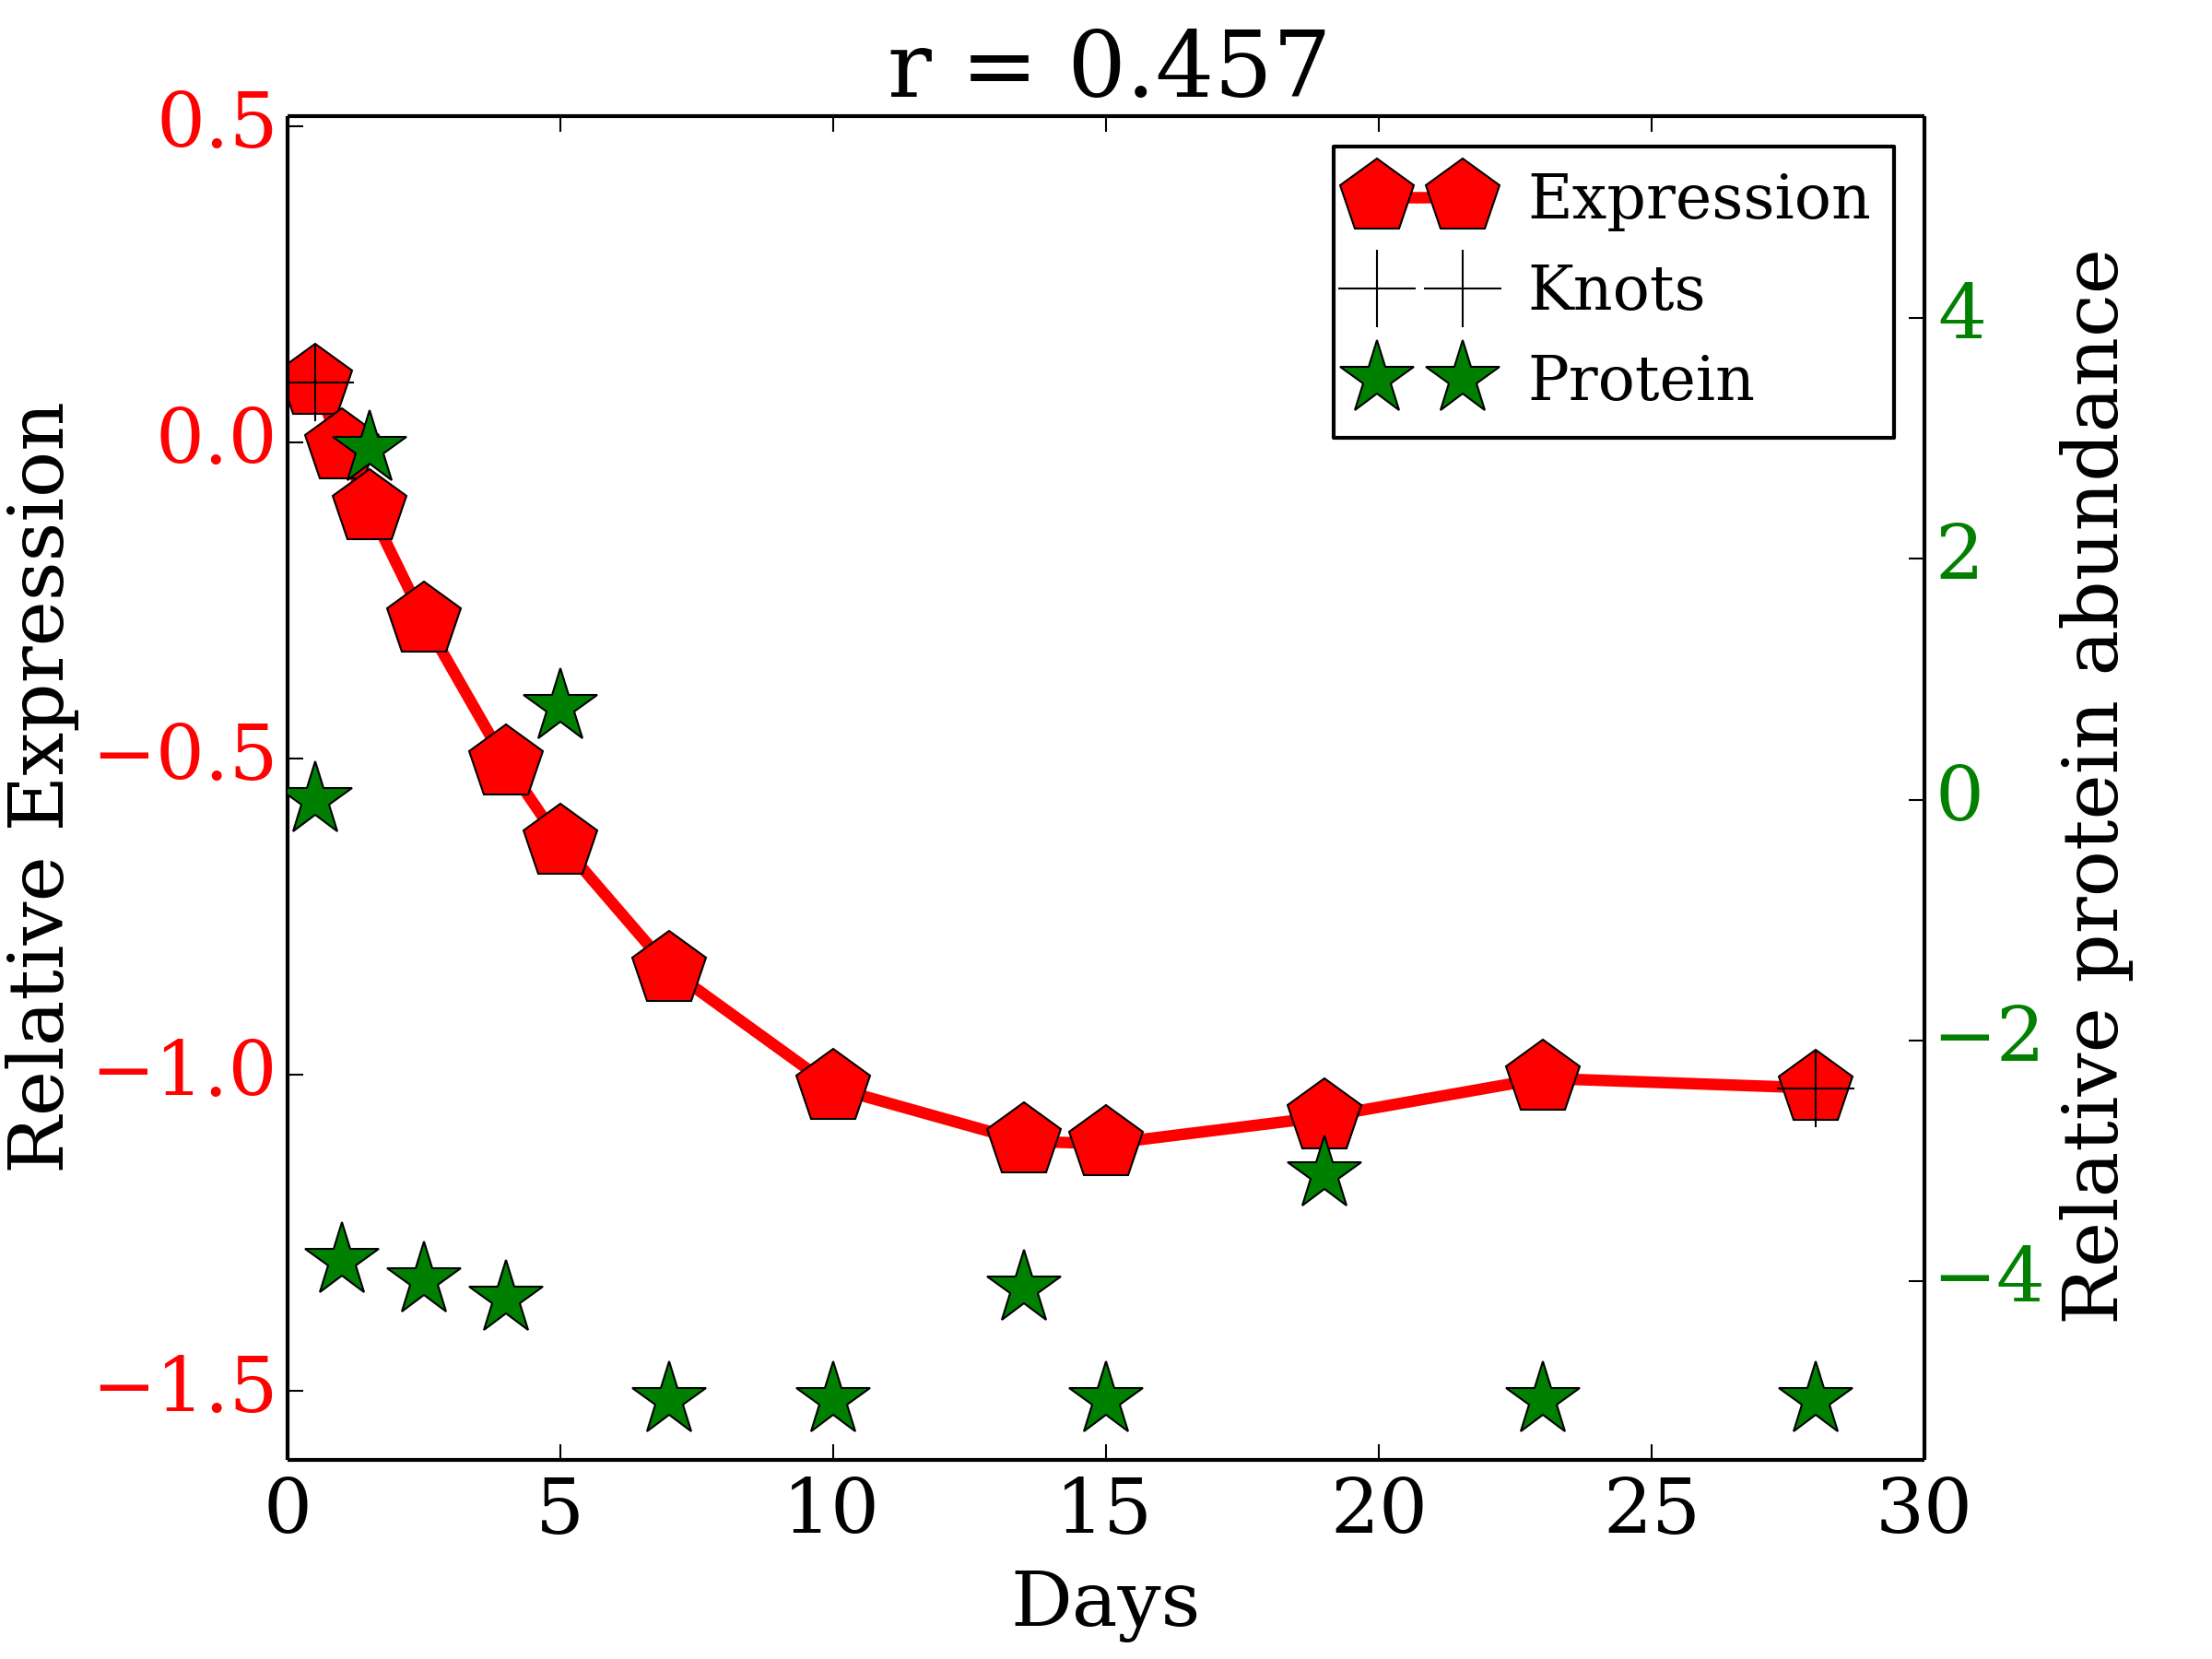 r = 0.457
Relative Expression
0.5
0.0
−0.5
−1.0
−1.5
Expression
Knots
Protein
4
2
0
−2
−4
Relative protein abundance
0 5 10 15 20 25 30
Days